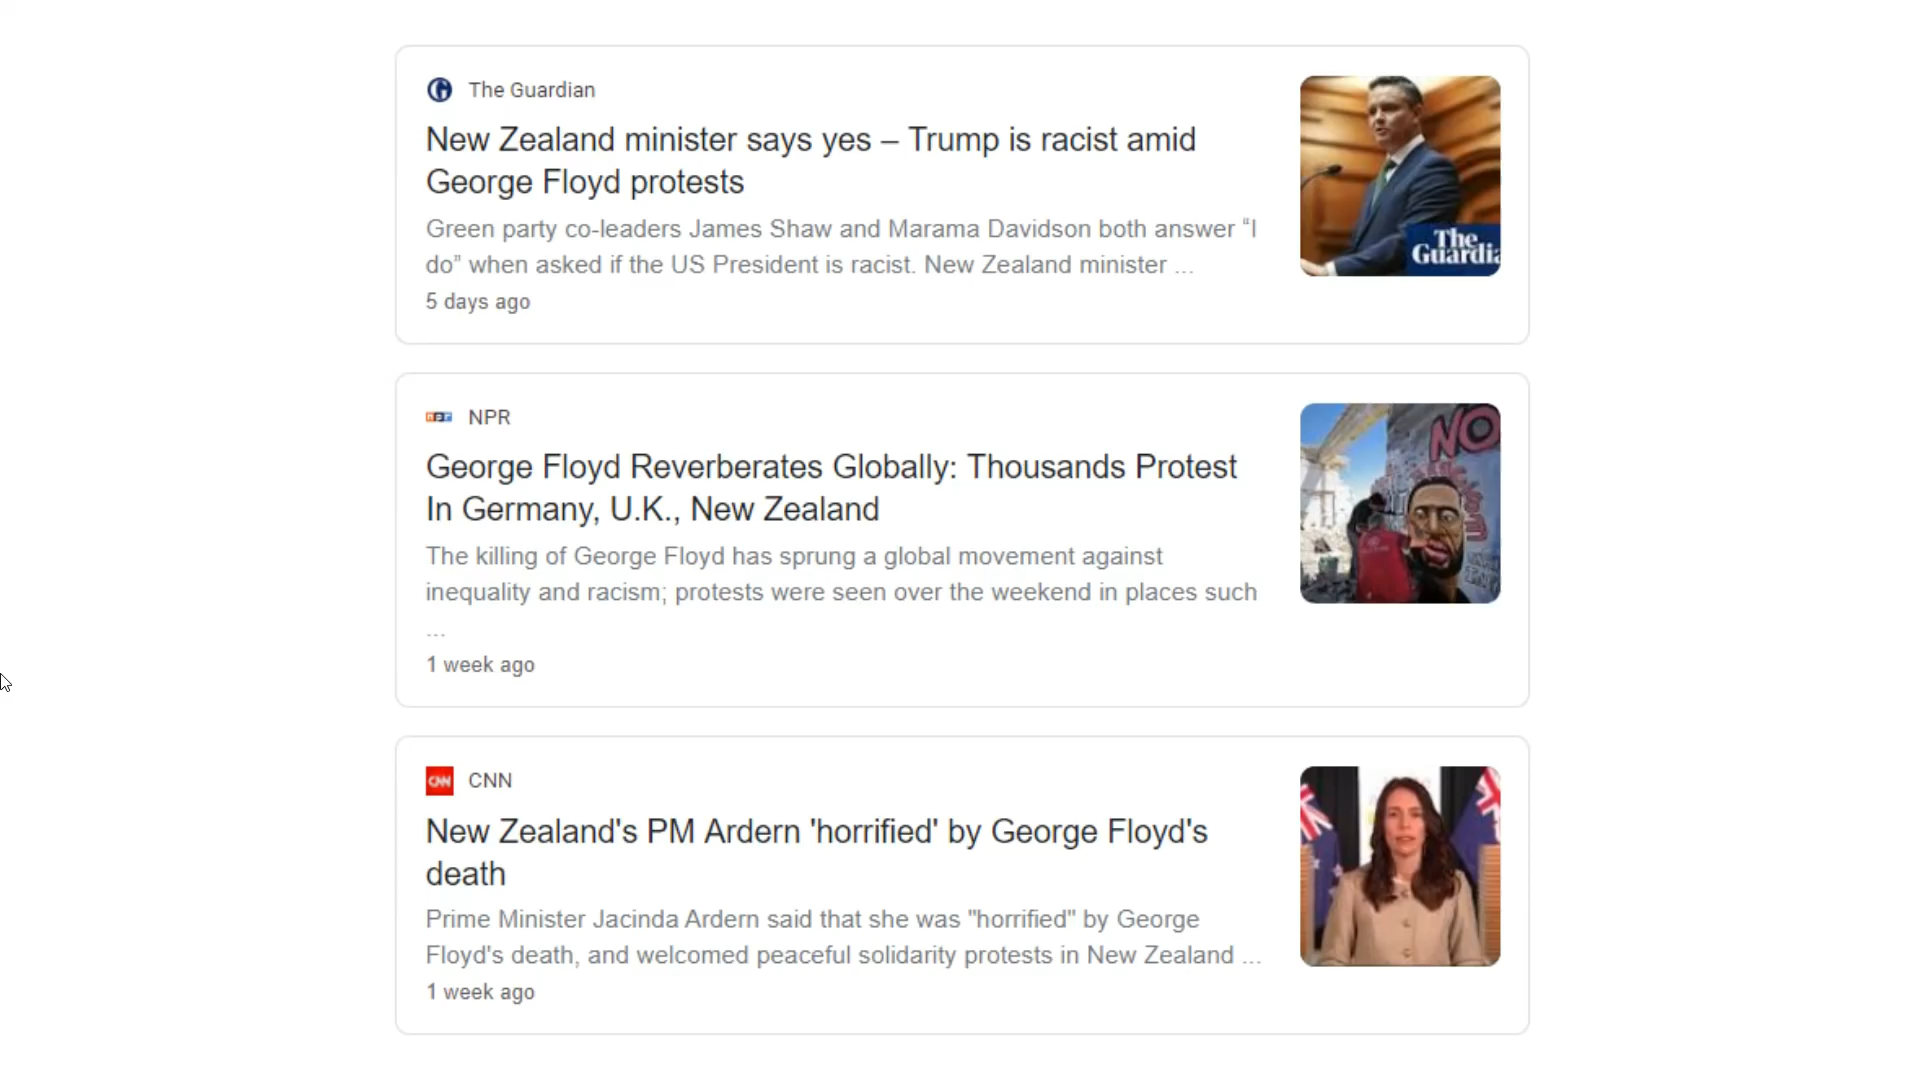 The Guardian
New Zealand minister says yes – Trump is racist amid
George Floyd protests
Green party co-leaders James Shaw and Marama Davidson both answer “I
do” when asked if the US President is racist. New Zealand minister ...
5 days ago
The
Guardia
npr NPR
George Floyd Reverberates Globally: Thousands Protest
In Germany, U.K., New Zealand
The killing of George Floyd has sprung a global movement against
inequality and racism; protests were seen over the weekend in places such
...
1 week ago
NO
CNN CNN
New Zealand's PM Ardern 'horrified' by George Floyd's
death
Prime Minister Jacinda Ardern said that she was "horrified" by George
Floyd's death, and welcomed peaceful solidarity protests in New Zealand ...
1 week ago